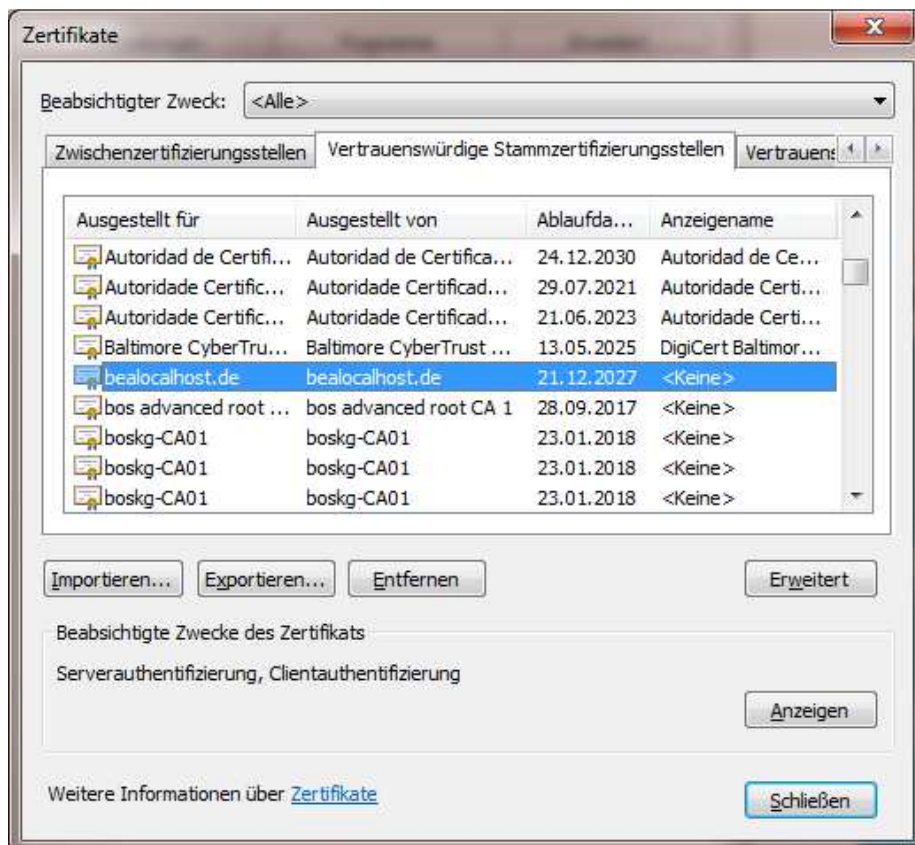 Zertifikate
Beabsichtigter Zweck: <Alle>
Zwischenzertifizierungsstellen Vertrauenswürdige Stammzertifizierungsstellen Vertrauens
Ausgestellt für Ausgestellt von Ablaufda... Anzeigename
Autoridad de Certifi... Autoridad de Certifica... 24.12.2030 Autoridad de Ce...
Autoridade Certific... Autoridade Certificad... 29.07.2021 Autoridade Certi...
Autoridade Certific... Autoridade Certificad... 21.06.2023 Autoridade Certi...
Baltimore CyberTru... Baltimore CyberTrust ... 13.05.2025 DigiCert Baltimor...
bealocalhost.de bealocalhost.de 21.12.2027 <Keine>
bos advanced root ... bos advanced root CA 1 28.09.2017 <Keine>
boskg-CA01 boskg-CA01 23.01.2018 <Keine>
boskg-CA01 boskg-CA01 23.01.2018 <Keine>
boskg-CA01 boskg-CA01 23.01.2018 <Keine>
Importieren... Exportieren... Entfernen Erweitert
Beabsichtigte Zwecke des Zertifikats
Serverauthentifizierung, Clientauthentifizierung
Anzeigen
Weitere Informationen über Zertifikate
Schließen